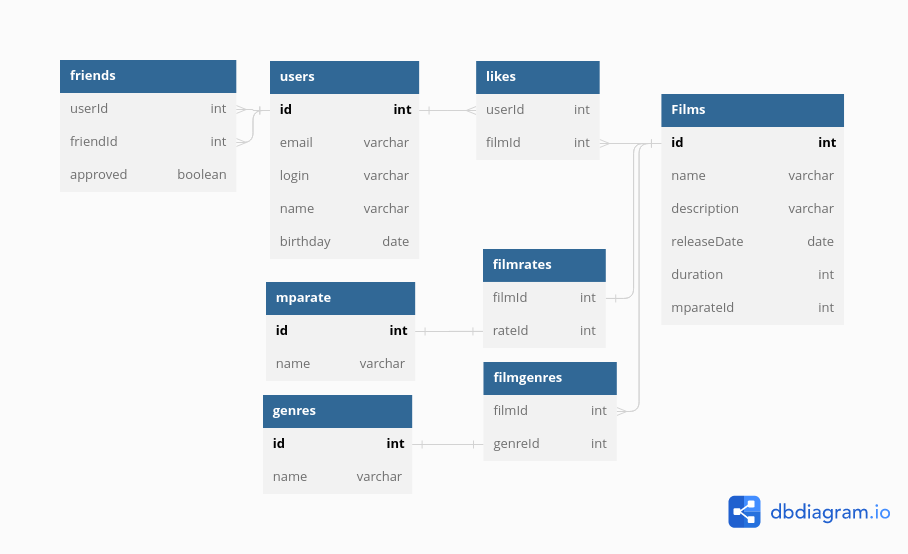 friends
userId int
friendId int
approved boolean
users
id int
email varchar
login varchar
name varchar
birthday date
likes
userId int
filmId int
Films
id int
name varchar
description varchar
releaseDate date
duration int
mparateId int
filmrates
filmId int
rateId int
mparate
id int
name varchar
filmgenres
filmId int
genreId int
genres
id int
name varchar
dbdiagram.io